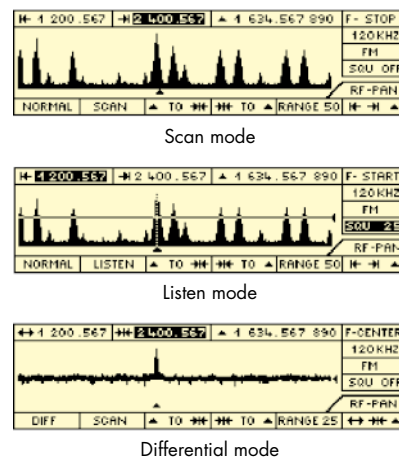 1 200.567 2 400.567 ▲ 1 634.567 890 F- STOP
120KHZ
FM
SQU OFF
RF-PAN
NORMAL SCAN ▲ TO TO ▲ RANGE 50 ▲
Scan mode
1 200.567 2 400.567 ▲ 1 634.567 890 F- START
120KHZ
FM
SQU 25
RF-PAN
NORMAL LISTEN ▲ TO TO ▲ RANGE 50 ▲
Listen mode
1 200.567 2 400.567 ▲ 1 634.567 890 F-CENTER
120KHZ
FM
SQU OFF
RF-PAN
DIFF SCAN ▲ TO TO ▲ RANGE 25 ▲
Differential mode